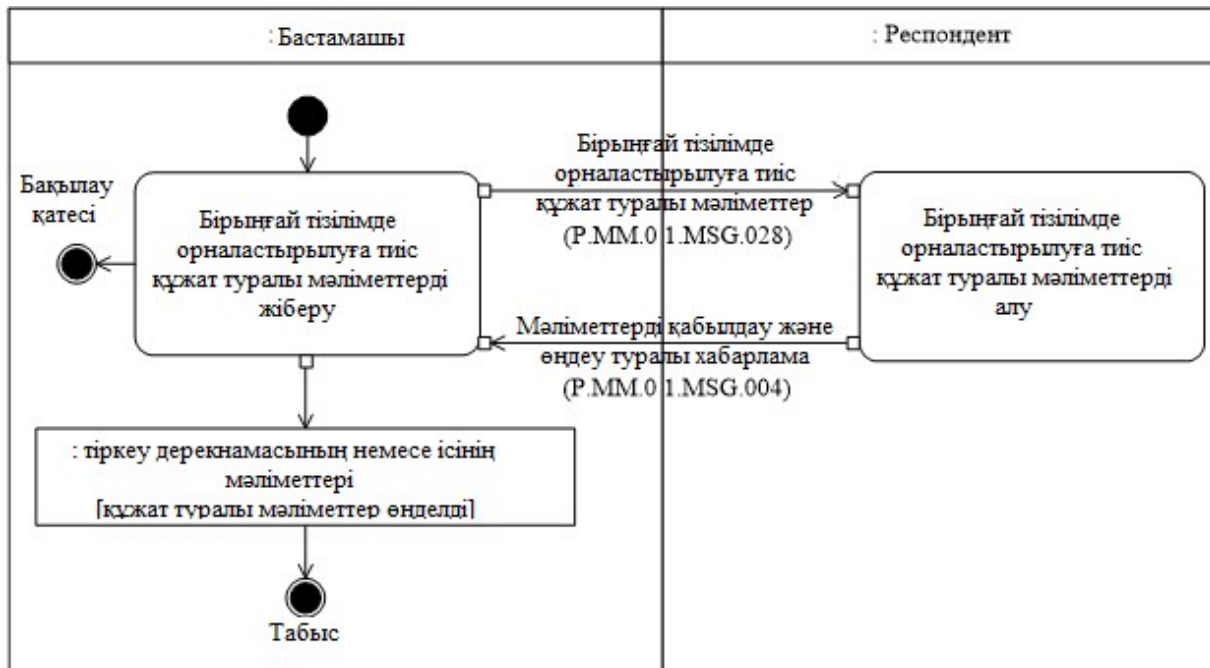 : Бастамашы
: Респондент
Бақылау
қатесі
Бірыңғай тізілімде
орналастырылуға тиіс
құжат туралы мәліметтерді
жіберу
Бірыңғай тізілімде
орналастырылуға тиіс
құжат туралы мәліметтер
(P.MM.01.MSG.028)
Бірыңғай тізілімде
орналастырылуға тиіс
құжат туралы мәліметтерді
алу
Мәліметтерді қабылдау және
өңдеу туралы хабарлама
(P.MM.01.MSG.004)
: тіркеу дерекнамасының немесе ісінің
мәліметтері
[құжат туралы мәліметтер өңделді]
Табыс